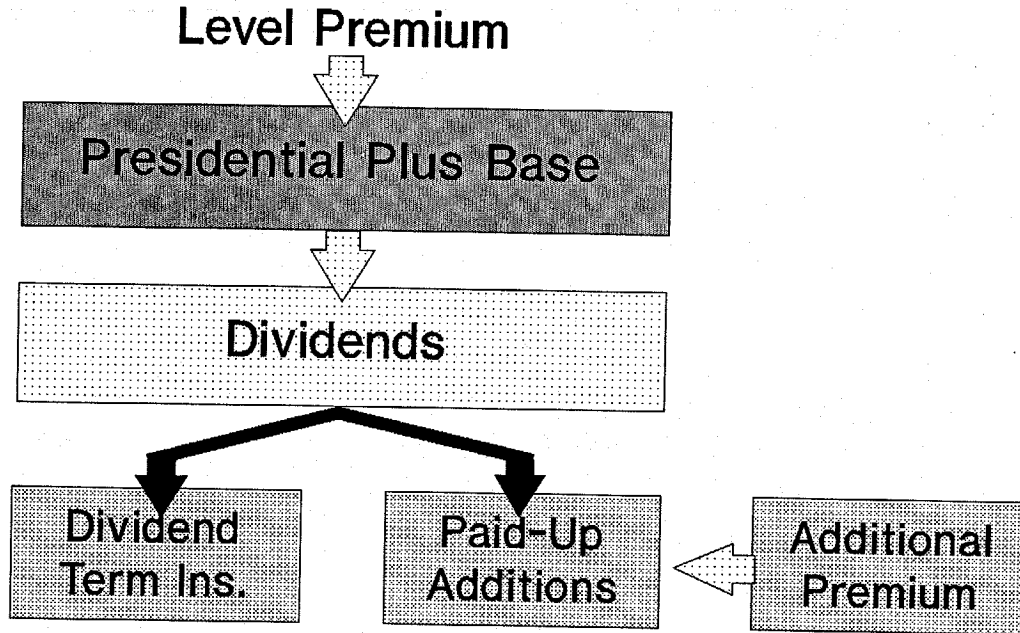 Level Premium
Presidential Plus Base
Dividends
Dividend
Term Ins.
Paid-Up
Additions
Additional
Premium